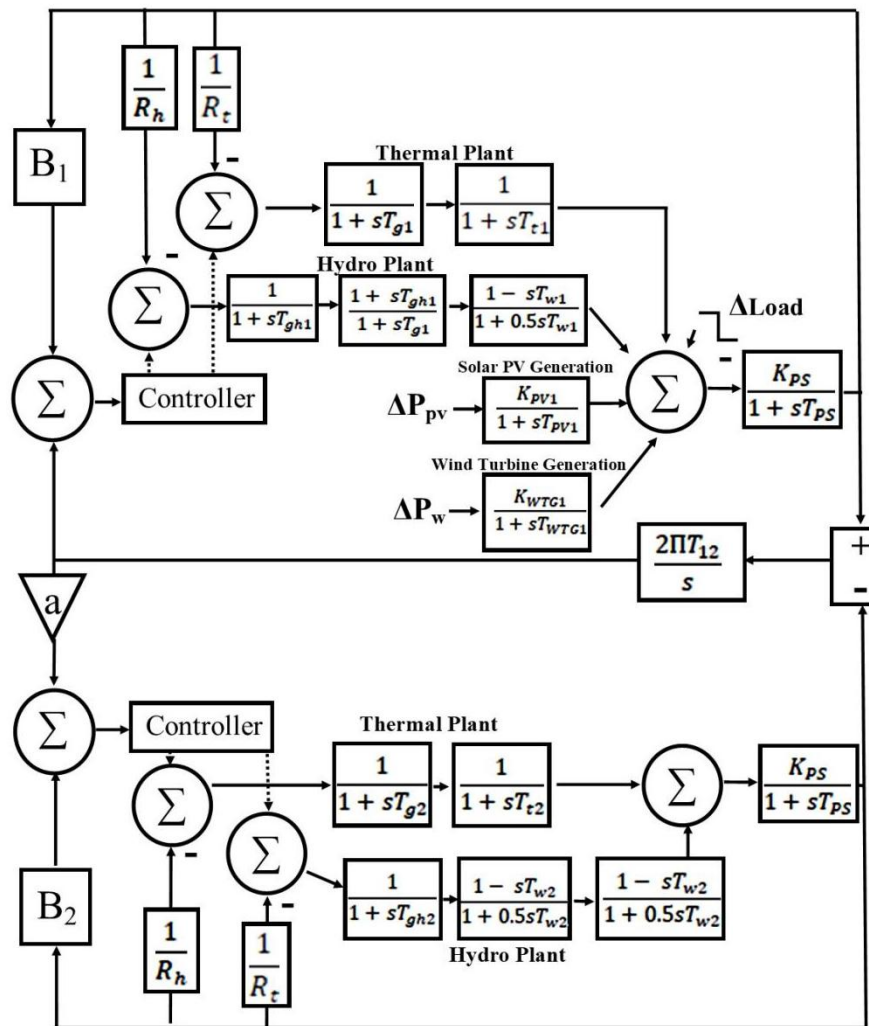 1/R_h
1/R_t
B₁
-
-
Σ
Thermal Plant
1/(1 + sT_g1)
1/(1 + sT_t1)
Hydro Plant
Σ
1/(1 + sT_gh1)
(1 + sT_gh1)/(1 + sT_g1)
(1 - sT_w1)/(1 + 0.5sT_w1)
ΔLoad
-
Σ
Controller
Solar PV Generation
ΔP_pv
K_PV1/(1 + sT_PV1)
Σ
K_PS/(1 + sT_PS)
Wind Turbine Generation
ΔP_w
K_WTG1/(1 + sT_WTG1)
2ΠT_12/s
+
-
a
Σ
Controller
Thermal Plant
Σ
1/(1 + sT_g2)
1/(1 + sT_t2)
Σ
K_PS/(1 + sT_PS)
-
Σ
1/(1 + sT_gh2)
(1 - sT_w2)/(1 + 0.5sT_w2)
(1 - sT_w2)/(1 + 0.5sT_w2)
B₂
-
1/R_h
1/R_t
Hydro Plant